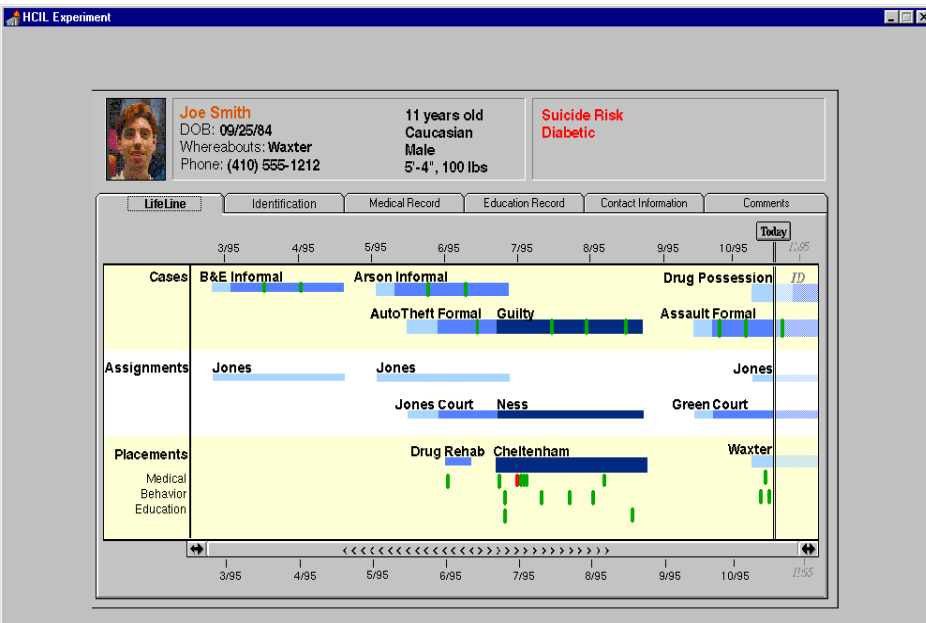 HCIL Experiment
Joe Smith
DOB: 09/25/84
Whereabouts: Waxter
Phone: (410) 555-1212
11 years old
Caucasian
Male
5'-4", 100 lbs
Suicide Risk
Diabetic
LifeLine Identification Medical Record Education Record Contact Information Comments
Today
3/95 4/95 5/95 6/95 7/95 8/95 9/95 10/95 11/95
Cases B&E Informal Arson Informal Drug Possession ID
AutoTheft Formal Guilty Assault Formal
Assignments Jones Jones Jones
Jones Court Ness Green Court
Placements Drug Rehab Cheltenham Waxter
Medical
Behavior
Education
3/95 4/95 5/95 6/95 7/95 8/95 9/95 10/95 11/95